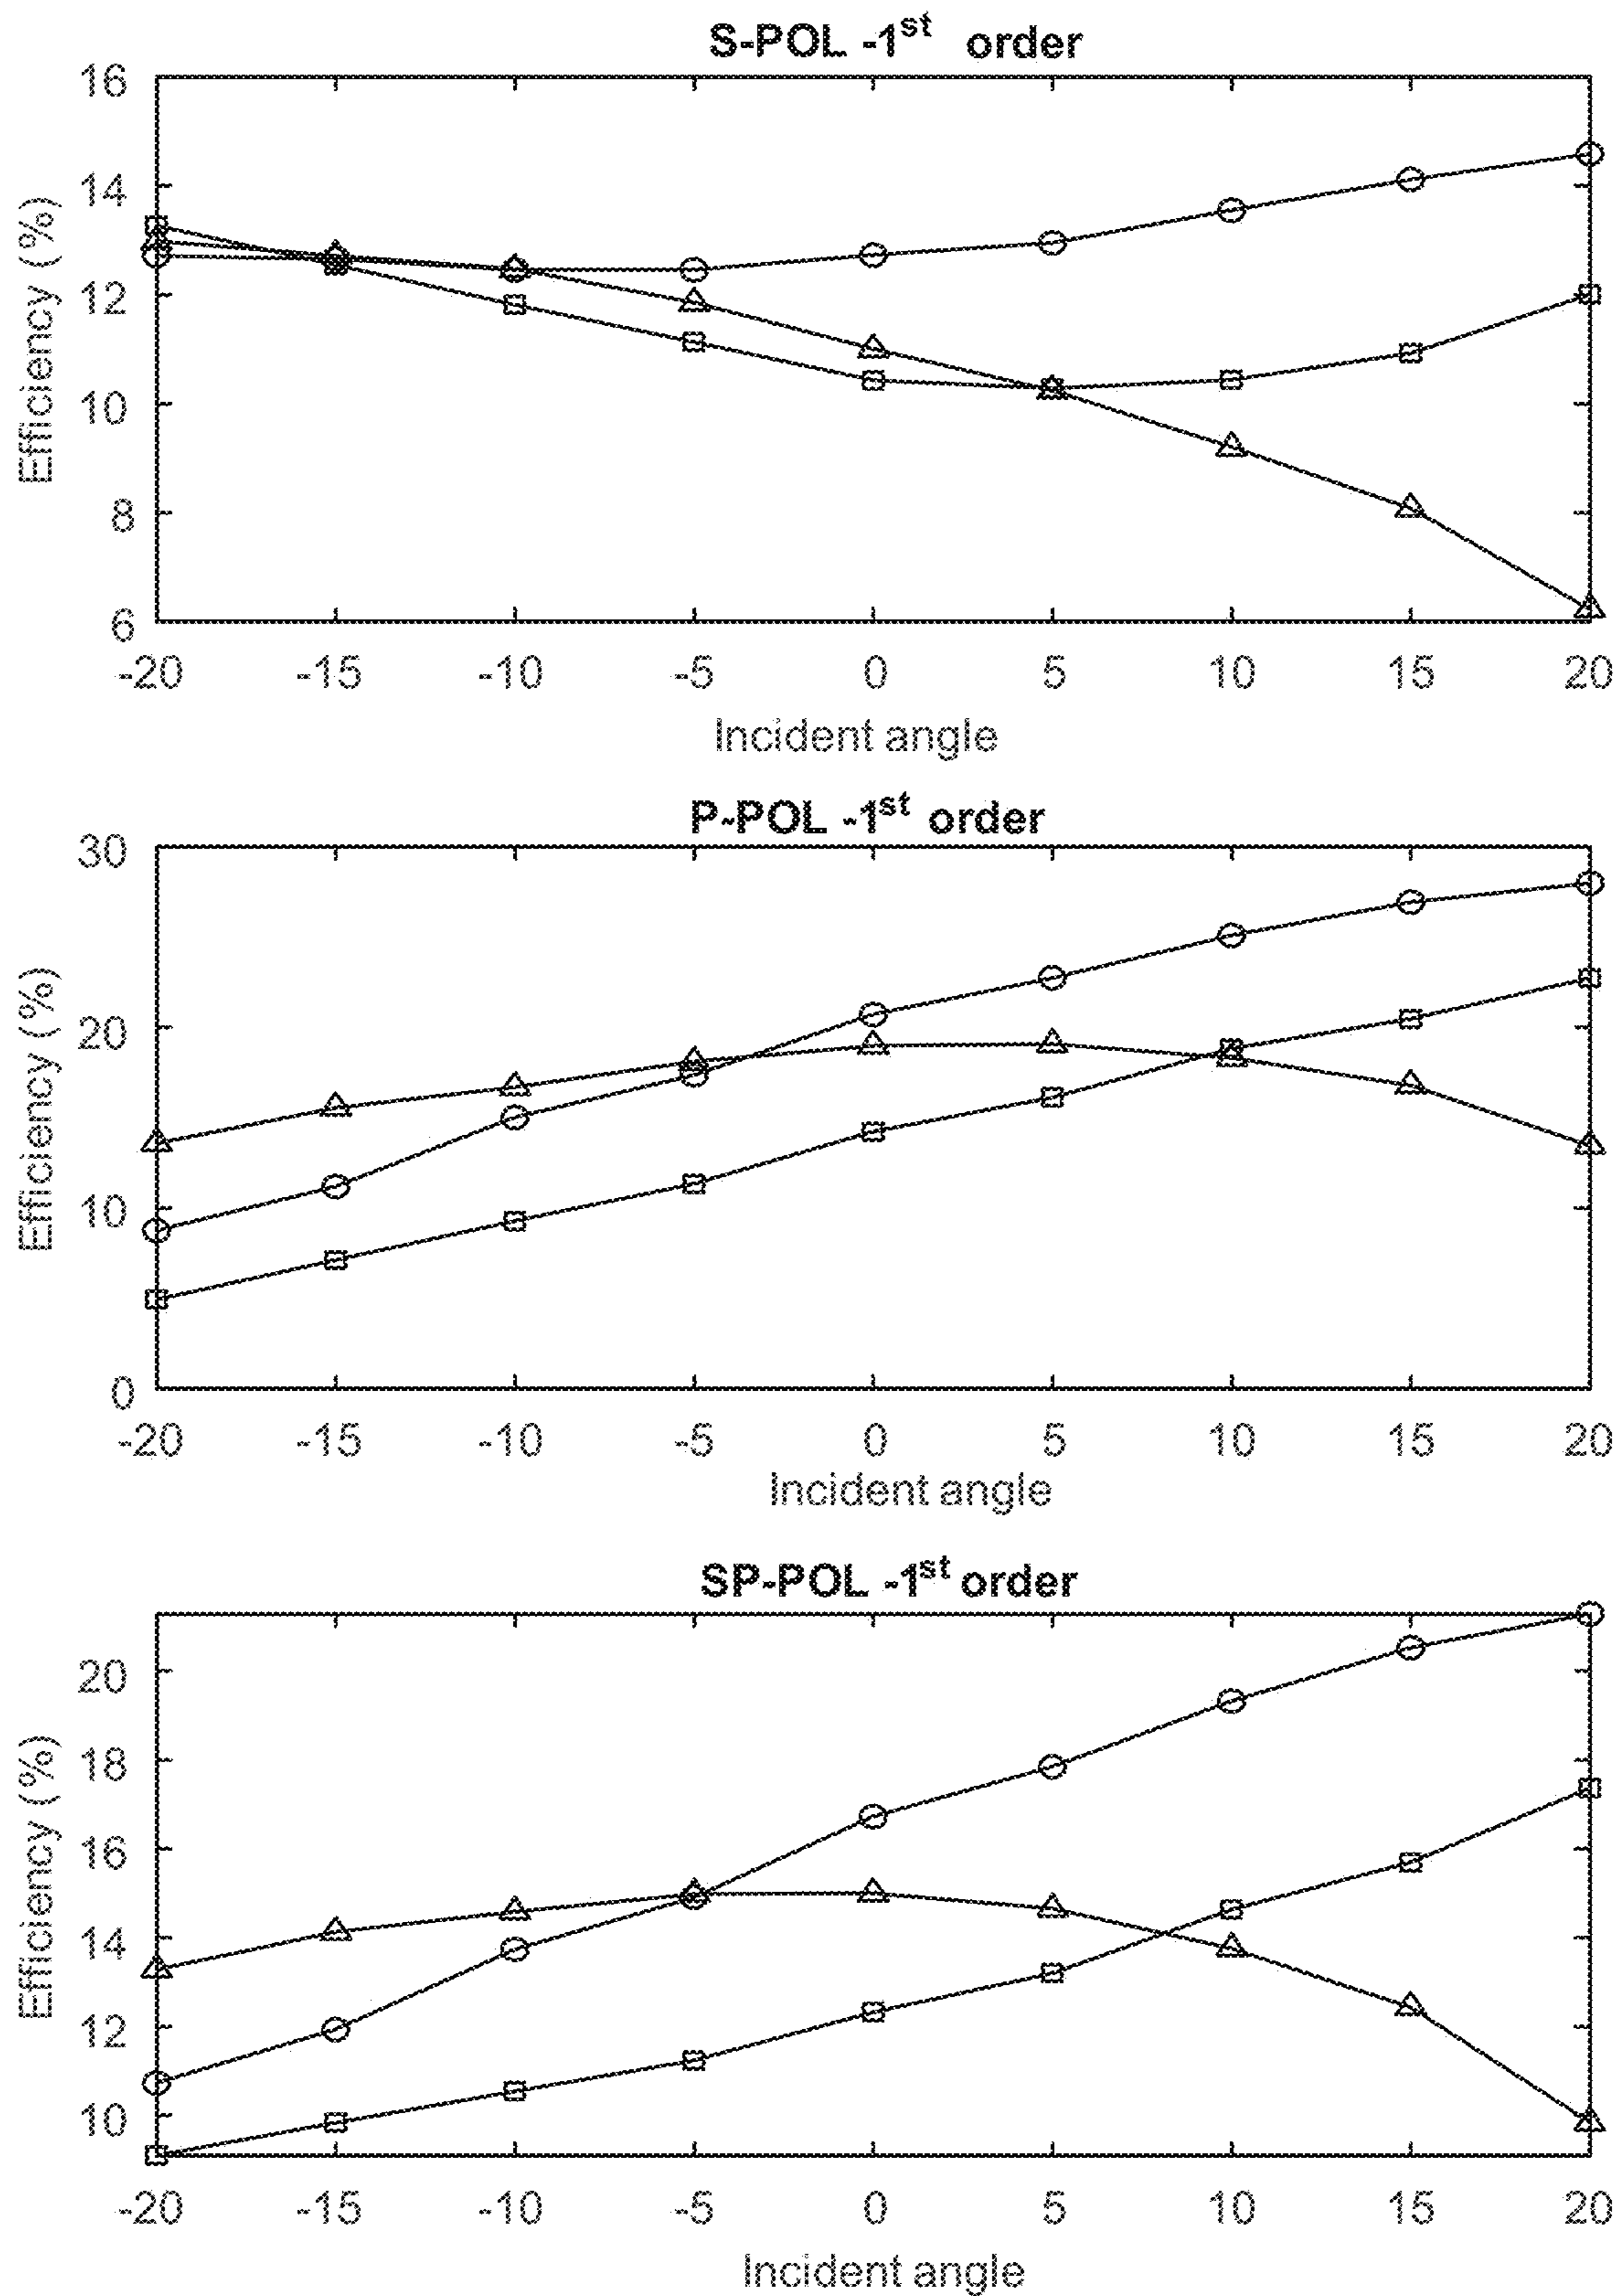 S-POL -1st order
16
14
12
10
8
6
Efficiency (%)
-20 -15 -10 -5 0 5 10 15 20
Incident angle
P-POL -1st order
30
20
10
0
Efficiency (%)
-20 -15 -10 -5 0 5 10 15 20
Incident angle
SP-POL -1st order
20
18
16
14
12
10
Efficiency (%)
-20 -15 -10 -5 0 5 10 15 20
Incident angle